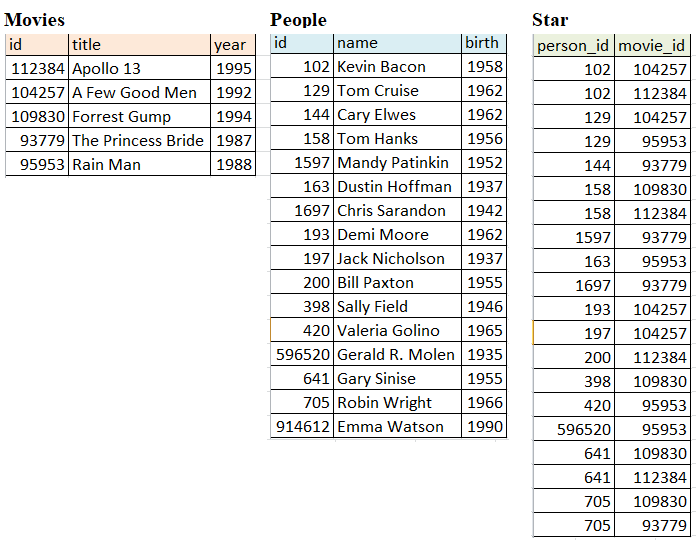 Movies
id title year
112384 Apollo 13 1995
104257 A Few Good Men 1992
109830 Forrest Gump 1994
93779 The Princess Bride 1987
95953 Rain Man 1988
People
id name birth
102 Kevin Bacon 1958
129 Tom Cruise 1962
144 Cary Elwes 1962
158 Tom Hanks 1956
1597 Mandy Patinkin 1952
163 Dustin Hoffman 1937
1697 Chris Sarandon 1942
193 Demi Moore 1962
197 Jack Nicholson 1937
200 Bill Paxton 1955
398 Sally Field 1946
420 Valeria Golino 1965
596520 Gerald R. Molen 1935
641 Gary Sinise 1955
705 Robin Wright 1966
914612 Emma Watson 1990
Star
person_id movie_id
102 104257
102 112384
129 104257
129 95953
144 93779
158 109830
158 112384
1597 93779
163 95953
1697 93779
193 104257
197 104257
200 112384
398 109830
420 95953
596520 95953
641 109830
641 112384
705 109830
705 93779